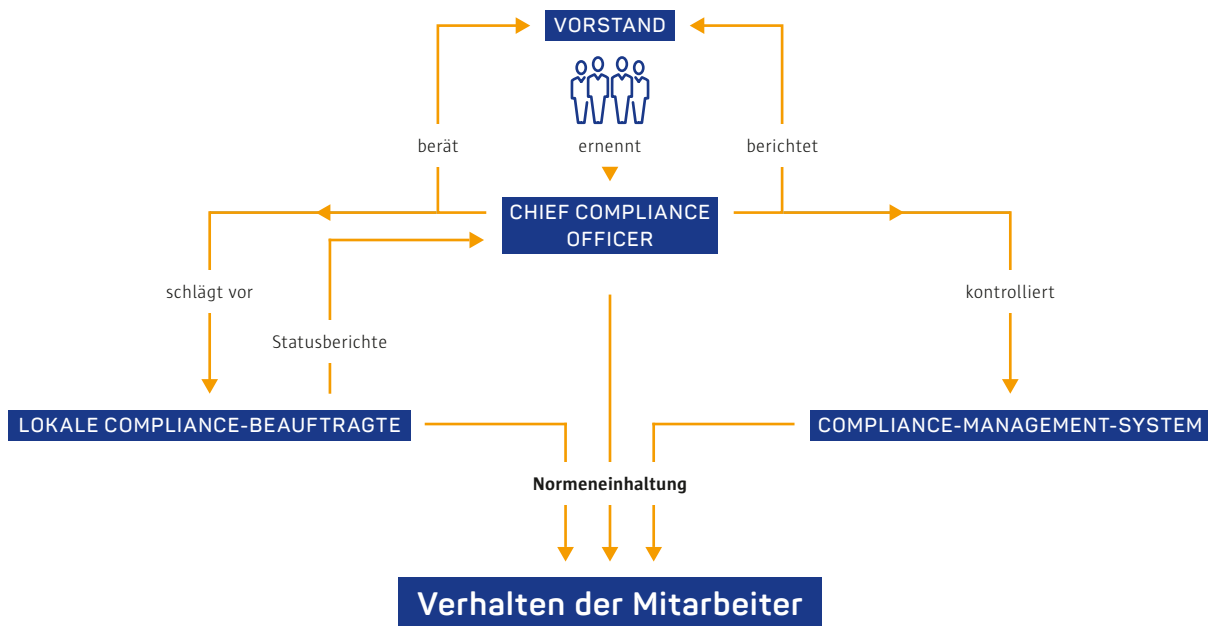 VORSTAND
berät
ernennt
berichtet
CHIEF COMPLIANCE
OFFICER
schlägt vor
kontrolliert
Statusberichte
LOKALE COMPLIANCE-BEAUFTRAGTE
COMPLIANCE-MANAGEMENT-SYSTEM
Normeneinhaltung
Verhalten der Mitarbeiter